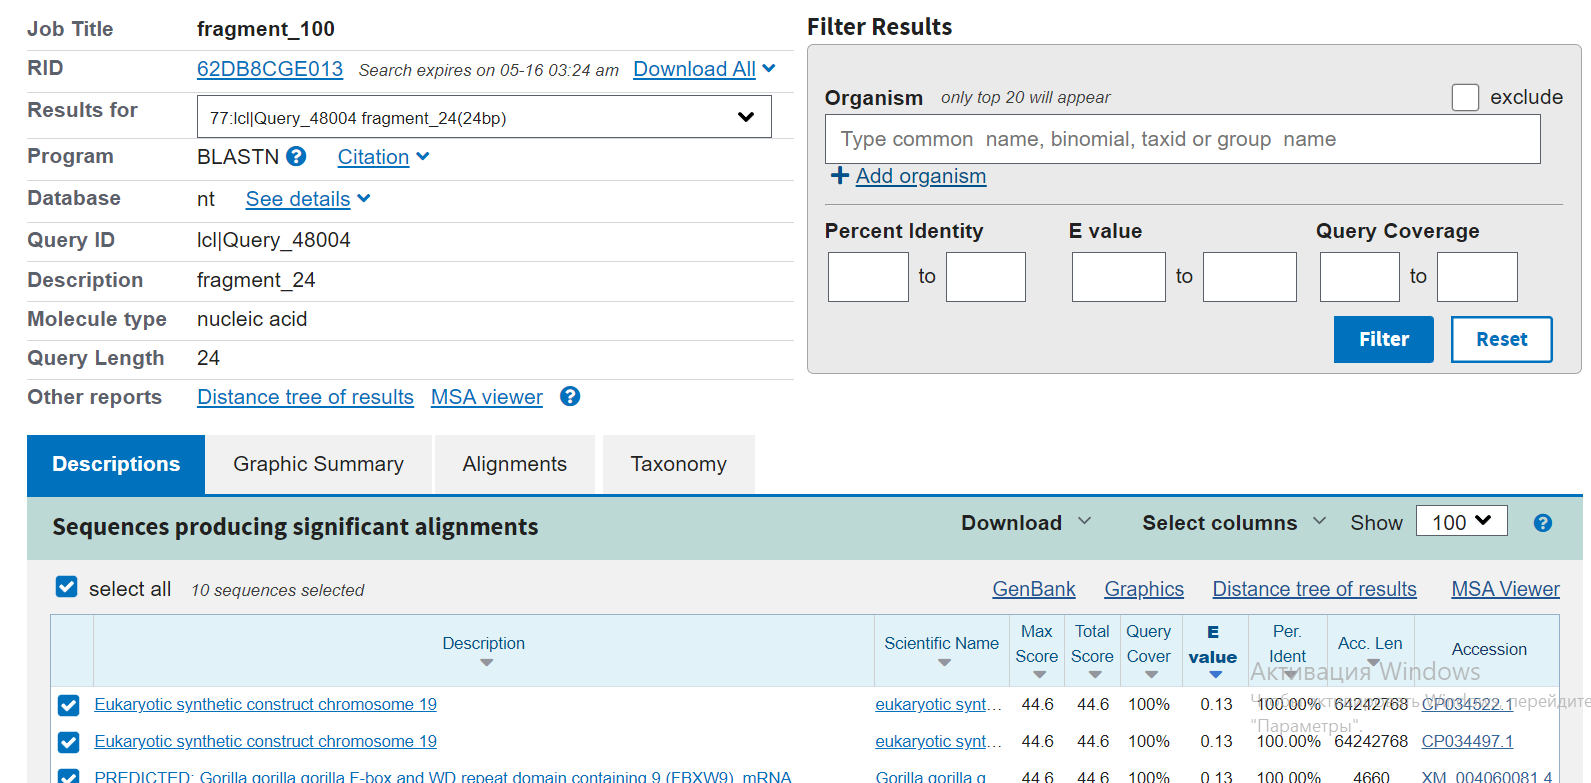 Job Title fragment_100
RID 62DB8CGE013 Search expires on 05-16 03:24 am Download All
Results for 77:lcl|Query_48004 fragment_24(24bp)
Program BLASTN ? Citation
Database nt See details
Query ID lcl|Query_48004
Description fragment_24
Molecule type nucleic acid
Query Length 24
Other reports Distance tree of results MSA viewer ?
Filter Results
Organism only top 20 will appear exclude
Type common name, binomial, taxid or group name
+ Add organism
Percent Identity E value Query Coverage
to to to
Filter Reset
Descriptions Graphic Summary Alignments Taxonomy
Sequences producing significant alignments Download Select columns Show 100 ?
select all 10 sequences selected GenBank Graphics Distance tree of results MSA Viewer
Description Scientific Name Max Score Total Score Query Cover E value Per. Ident Acc. Len Accession
Активация Windows
Eukaryotic synthetic construct chromosome 19 eukaryotic synt... 44.6 44.6 100% 0.13 100.00% 64242768 CP034522.1
Чтобы активировать Windows, перейдите
"Параметры".
Eukaryotic synthetic construct chromosome 19 eukaryotic synt... 44.6 44.6 100% 0.13 100.00% 64242768 CP034497.1
PREDICTED: Gorilla gorilla gorilla F-box and WD repeat domain containing 9 (FBXW9), mRNA Gorilla gorilla g... 44.6 44.6 100% 0.13 100.00% 4660 XM_004060081.4